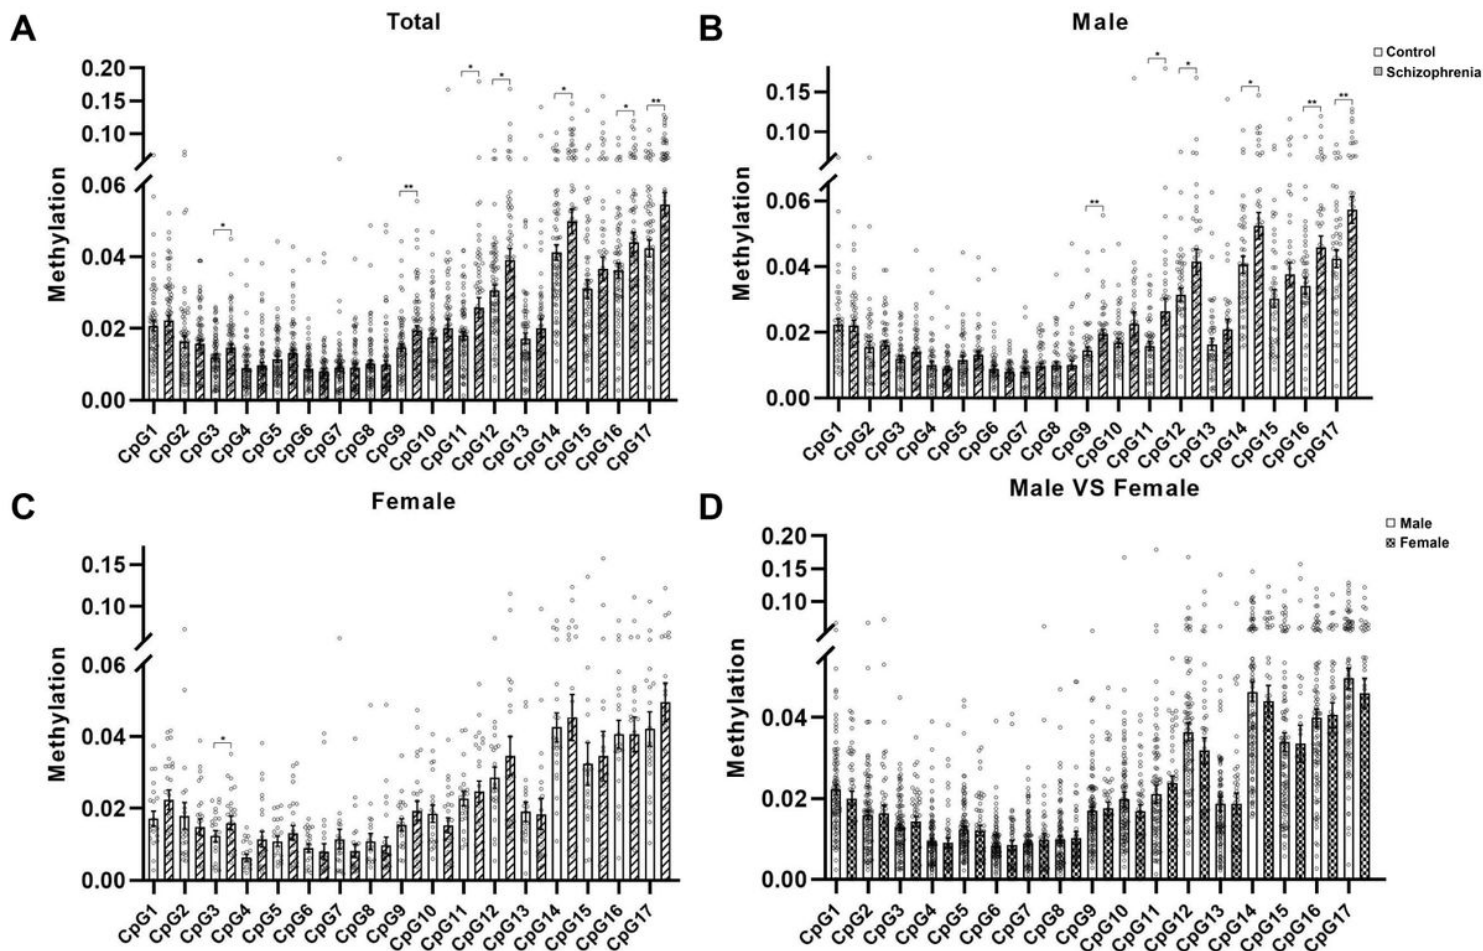 A
Total
Methylation
0.20
0.15
0.10
0.06
0.04
0.02
0.00
*
**
*
*
*
*
**
CpG1
CpG2
CpG3
CpG4
CpG5
CpG6
CpG7
CpG8
CpG9
CpG10
CpG11
CpG12
CpG13
CpG14
CpG15
CpG16
CpG17
B
Male
Control
Schizophrenia
Methylation
0.15
0.10
0.06
0.04
0.02
0.00
**
*
*
*
**
**
CpG1
CpG2
CpG3
CpG4
CpG5
CpG6
CpG7
CpG8
CpG9
CpG10
CpG11
CpG12
CpG13
CpG14
CpG15
CpG16
CpG17
C
Female
Methylation
0.15
0.10
0.06
0.04
0.02
0.00
*
CpG1
CpG2
CpG3
CpG4
CpG5
CpG6
CpG7
CpG8
CpG9
CpG10
CpG11
CpG12
CpG13
CpG14
CpG15
CpG16
CpG17
D
Male VS Female
Male
Female
Methylation
0.20
0.15
0.10
0.04
0.02
0.00
CpG1
CpG2
CpG3
CpG4
CpG5
CpG6
CpG7
CpG8
CpG9
CpG10
CpG11
CpG12
CpG13
CpG14
CpG15
CpG16
CpG17